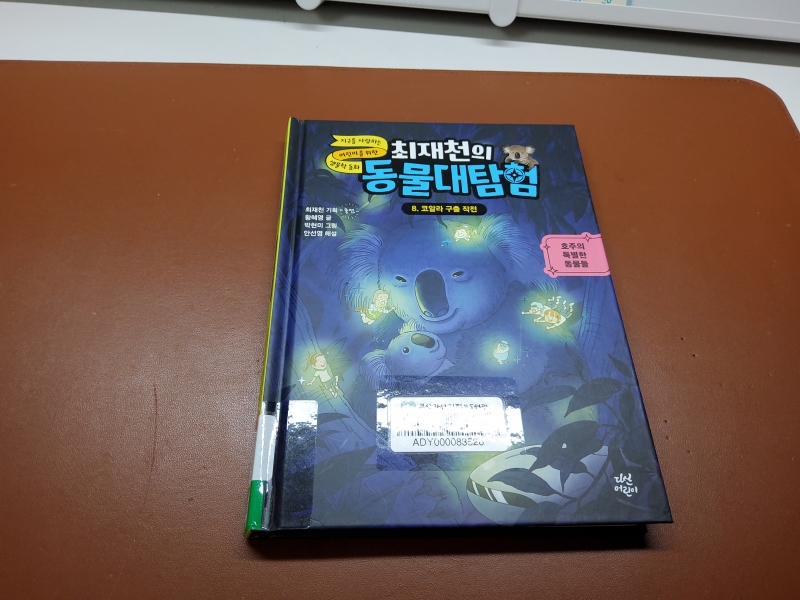 지구를 사랑하는
어린이를 위한
생물학 동화
최재천의
동물대탐험
8. 코알라 구출 작전
최재천 기획
황혜영 글
박현미 그림
안선영 해설
호주의
특별한
동물들
다산
어린이